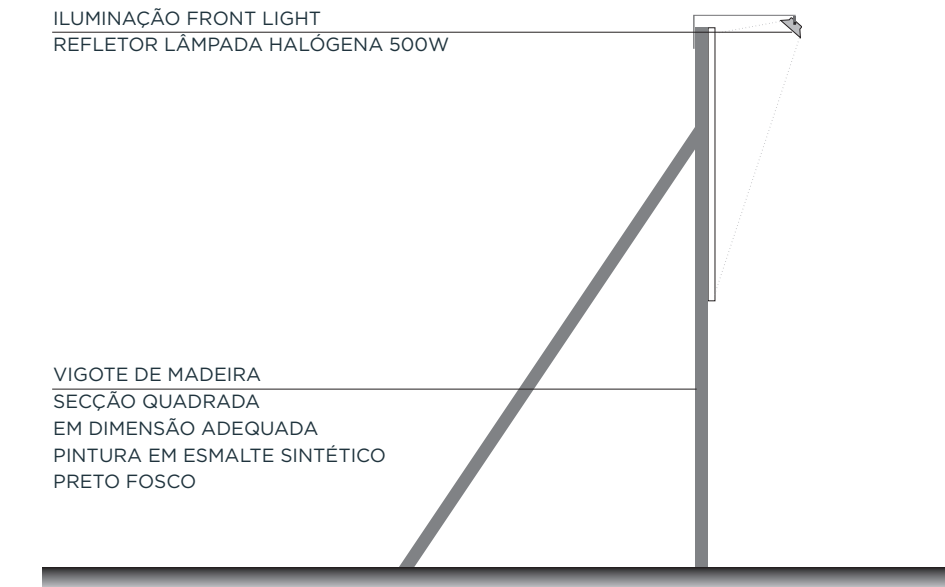 ILUMINAÇÃO FRONT LIGHT
REFLETOR LÂMPADA HALÓGENA 500W
VIGOTE DE MADEIRA
SECÇÃO QUADRADA
EM DIMENSÃO ADEQUADA
PINTURA EM ESMALTE SINTÉTICO
PRETO FOSCO